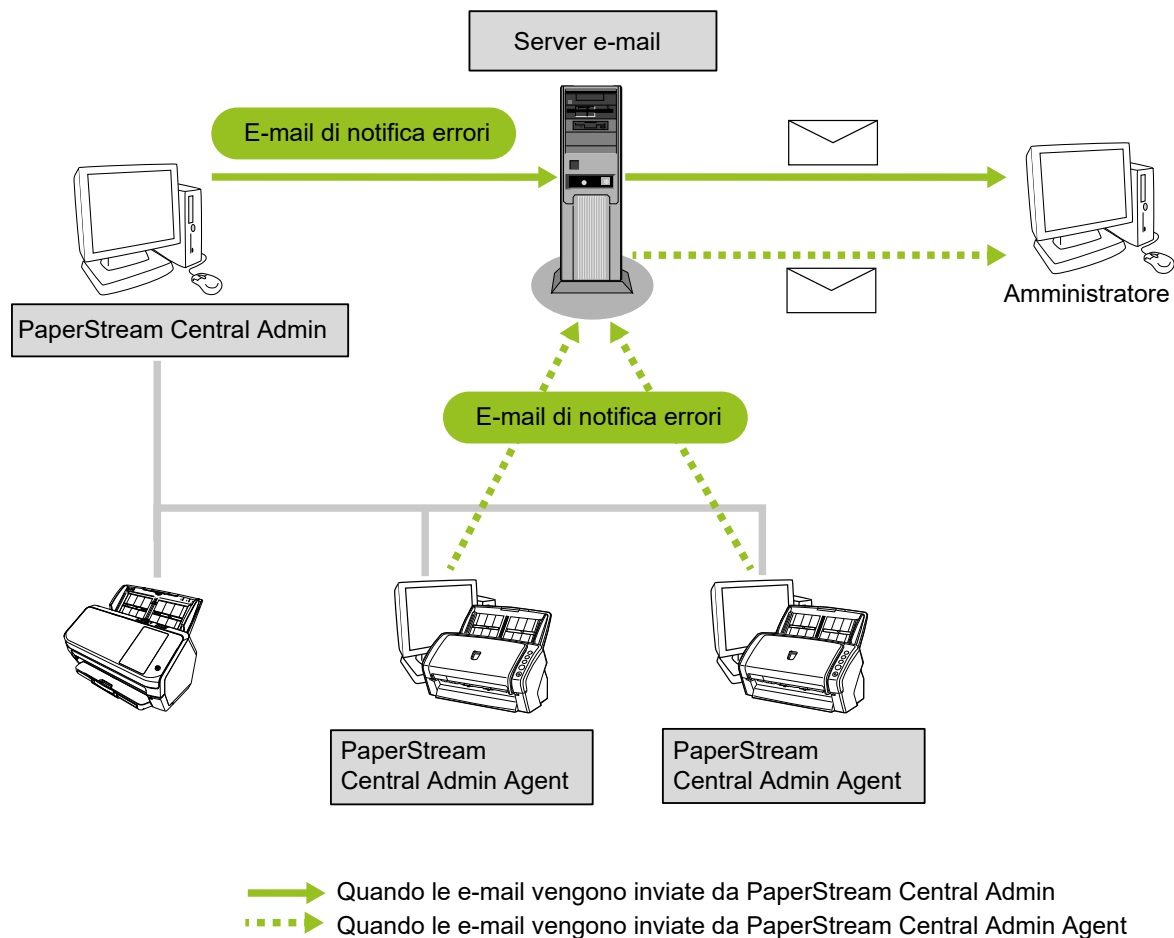 Server e-mail
E-mail di notifica errori
PaperStream Central Admin
Amministratore
E-mail di notifica errori
PaperStream
Central Admin Agent
PaperStream
Central Admin Agent
Quando le e-mail vengono inviate da PaperStream Central Admin
Quando le e-mail vengono inviate da PaperStream Central Admin Agent